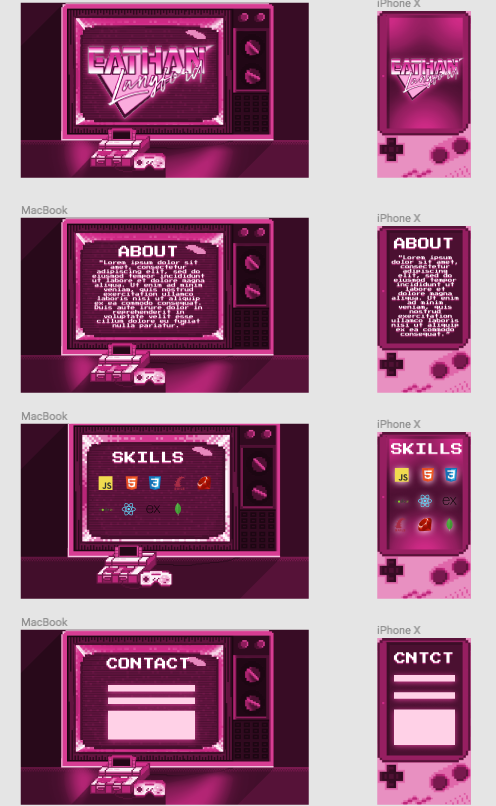 iPhone X
EATHAN
Langford
EATHAN
Langford
MacBook
iPhone X
ABOUT
"Lorem ipsum dolor sit
amet, consectetur
adipiscing elit, sed do
eiusmod tempor incididunt
ut labore et dolore magna
aliqua. Ut enim ad minim
veniam, quis nostrud
exercitation ullamco
laboris nisi ut aliquip
ex ea commodo consequat.
Duis aute irure dolor in
reprehenderit in
voluptate velit esse
cillum dolore eu fugiat
nulla pariatur."
ABOUT
"Lorem ipsum
dolor sit amet,
consectetur
adipiscing
elit, sed do
eiusmod tempor
incididunt ut
labore et
dolore magna
aliqua. Ut enim
ad minim
veniam, quis
nostrud
exercitation
ullamco laboris
nisi ut aliquip
ex ea commodo
consequat."
MacBook
iPhone X
SKILLS
JS
5
3
ex
SKILLS
JS
5
3
ex
MacBook
iPhone X
CONTACT
CNTCT